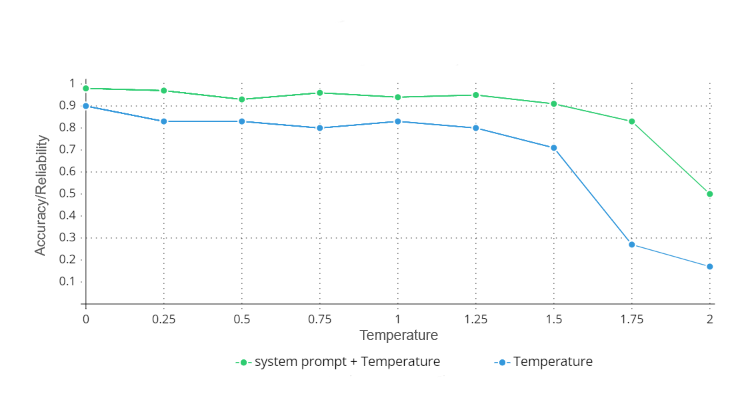 1
0.9
0.8
0.7
0.6
0.5
0.4
0.3
0.2
0.1
Accuracy/Reliability
0 0.25 0.5 0.75 1 1.25 1.5 1.75 2
Temperature
system prompt + Temperature Temperature